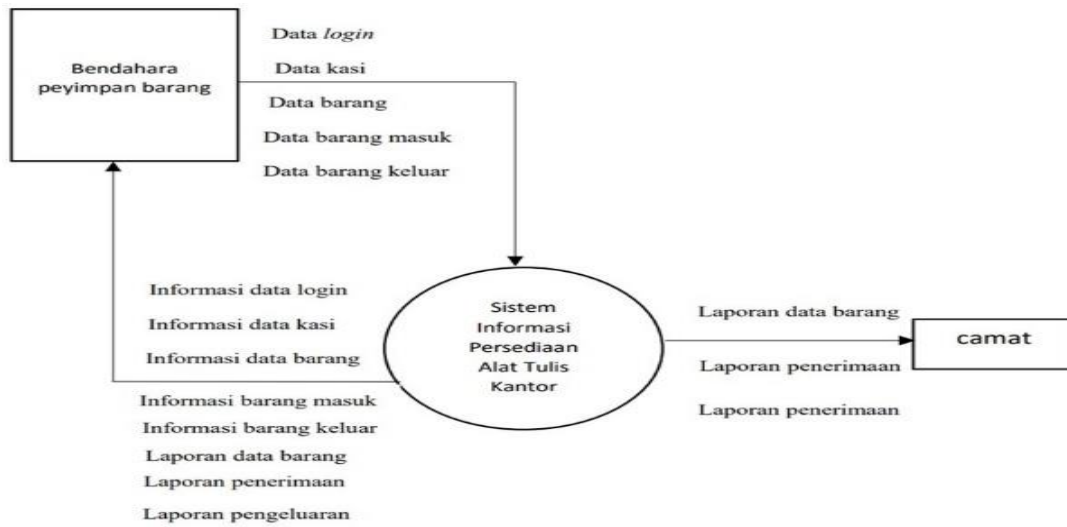 Bendahara
peyimpan barang
Data login
Data kasi
Data barang
Data barang masuk
Data barang keluar
Informasi data login
Informasi data kasi
Informasi data barang
Informasi barang masuk
Informasi barang keluar
Laporan data barang
Laporan penerimaan
Laporan pengeluaran
Sistem
Informasi
Persediaan
Alat Tulis
Kantor
Laporan data barang
Laporan penerimaan
Laporan penerimaan
camat